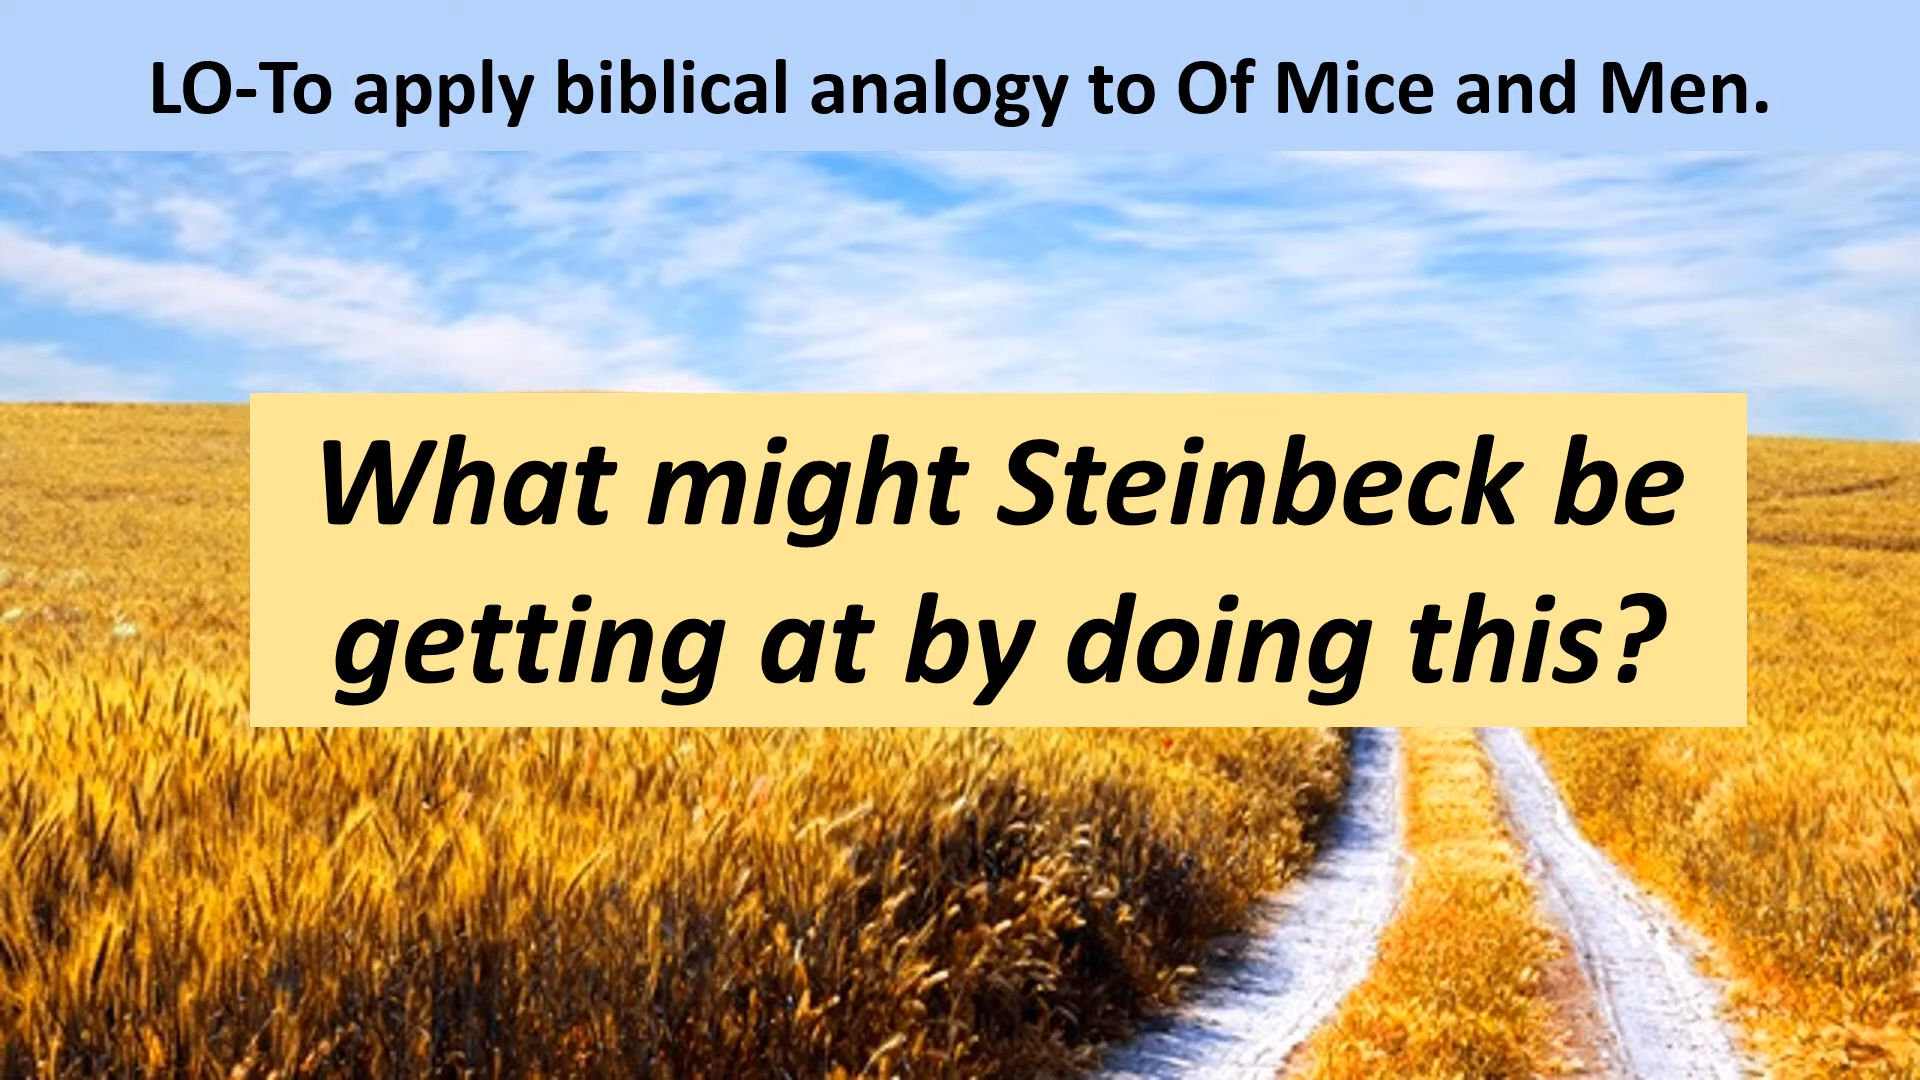 LO-To apply biblical analogy to Of Mice and Men.
What might Steinbeck be
getting at by doing this?